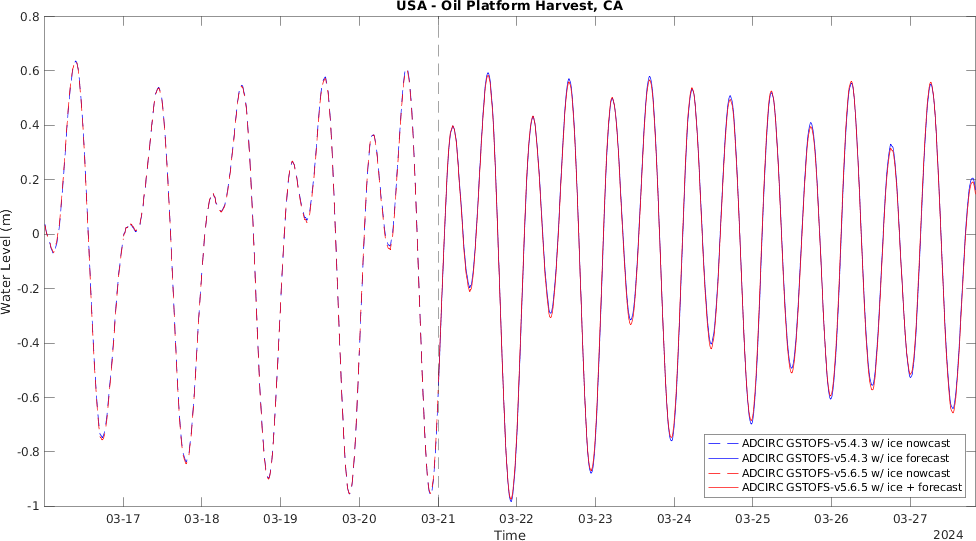 USA - Oil Platform Harvest, CA
0.8
0.6
0.4
0.2
0
-0.2
-0.4
-0.6
-0.8
-1
Water Level (m)
ADCIRC GSTOFS-v5.4.3 w/ ice nowcast
ADCIRC GSTOFS-v5.4.3 w/ ice forecast
ADCIRC GSTOFS-v5.6.5 w/ ice nowcast
ADCIRC GSTOFS-v5.6.5 w/ ice + forecast
03-17 03-18 03-19 03-20 03-21 03-22 03-23 03-24 03-25 03-26 03-27
Time
2024